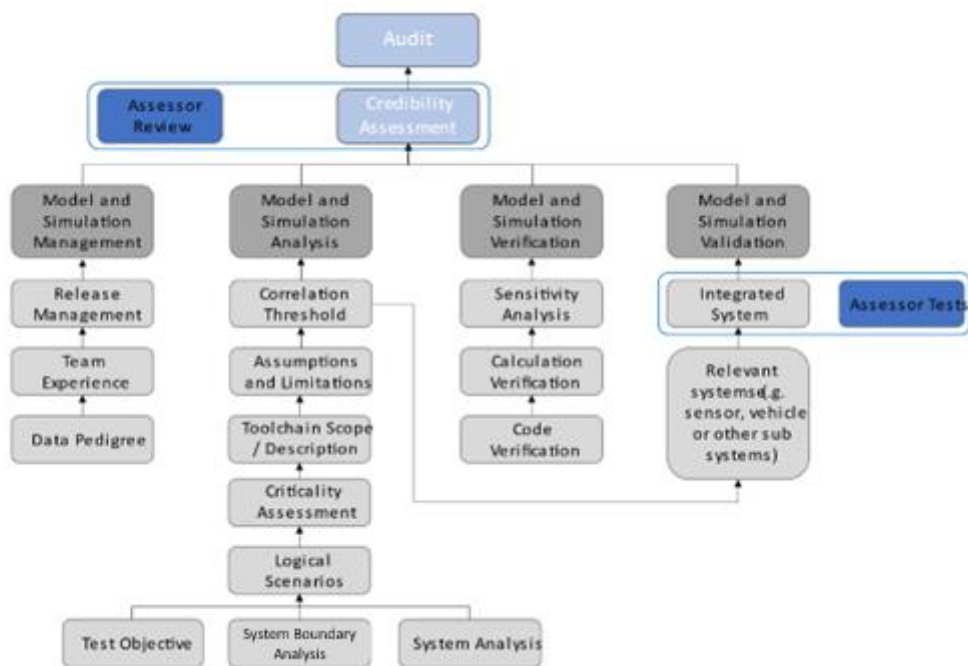 Audit
Assessor
Review
Credibility
Assessment
Model and
Simulation
Management
Model and
Simulation
Analysis
Model and
Simulation
Verification
Model and
Simulation
Validation
Release
Management
Correlation
Threshold
Sensitivity
Analysis
Integrated
System
Assessor Tests
Team
Experience
Assumptions
and Limitations
Calculation
Verification
Relevant
systemse(.g.
sensor, vehicle
or other sub
systems)
Data Pedigree
Toolchain Scope
/ Description
Code
Verification
Criticality
Assessment
Logical
Scenarios
Test Objective
System Boundary
Analysis
System Analysis